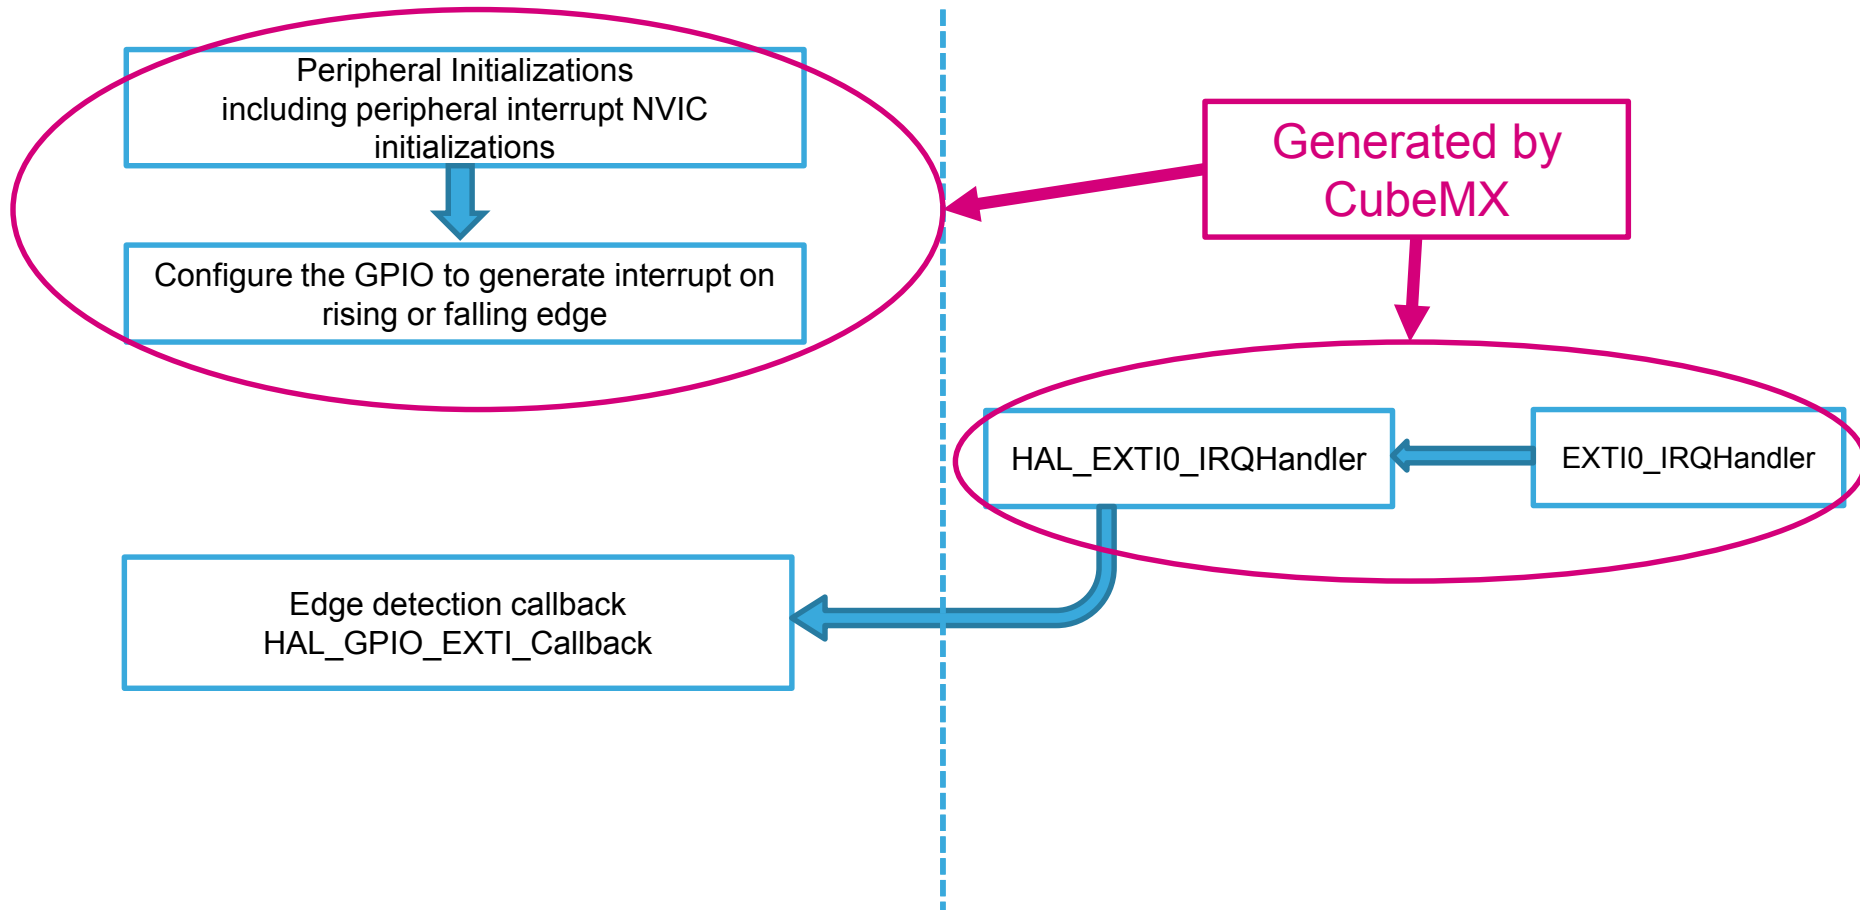 Peripheral Initializations
including peripheral interrupt NVIC
initializations
Configure the GPIO to generate interrupt on
rising or falling edge
Generated by
CubeMX
HAL_EXTI0_IRQHandler
EXTI0_IRQHandler
Edge detection callback
HAL_GPIO_EXTI_Callback